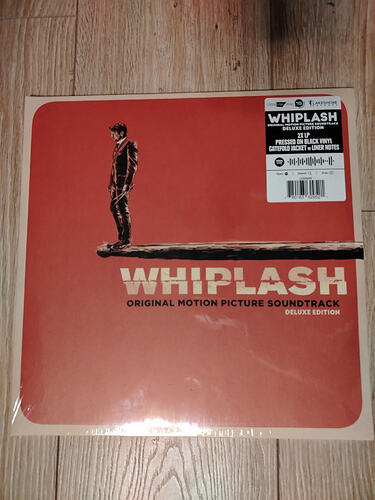 LAKESHORE
WHIPLASH
ORIGINAL MOTION PICTURE SOUNDTRACK
DELUXE EDITION
2X LP
PRESSED ON BLACK VINYL
GATEFOLD JACKET w LINER NOTES
WHIPLASH
ORIGINAL MOTION PICTURE SOUNDTRACK
DELUXE EDITION